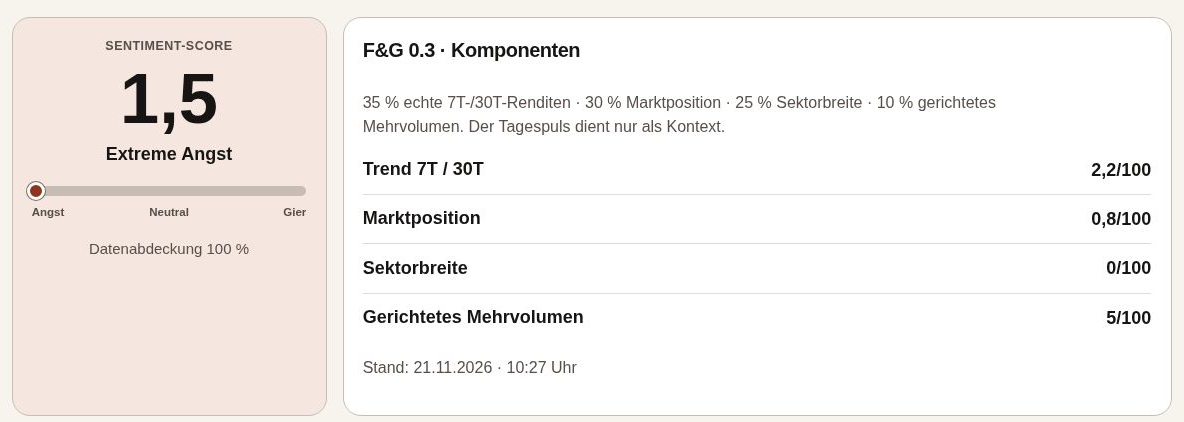 SENTIMENT-SCORE
1,5
Extreme Angst
Angst Neutral Gier
Datenabdeckung 100 %
F&G 0.3 · Komponenten
35 % echte 7T-/30T-Renditen · 30 % Marktposition · 25 % Sektorbreite · 10 % gerichtetes
Mehrvolumen. Der Tagespuls dient nur als Kontext.
Trend 7T / 30T 2,2/100
Marktposition 0,8/100
Sektorbreite 0/100
Gerichtetes Mehrvolumen 5/100
Stand: 21.11.2026 · 10:27 Uhr